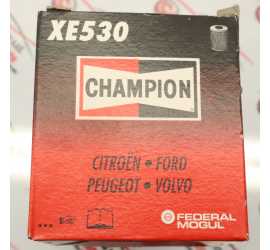 XE530
CHAMPION
CITROËN • FORD
PEUGEOT • VOLVO
FEDERAL
MOGUL